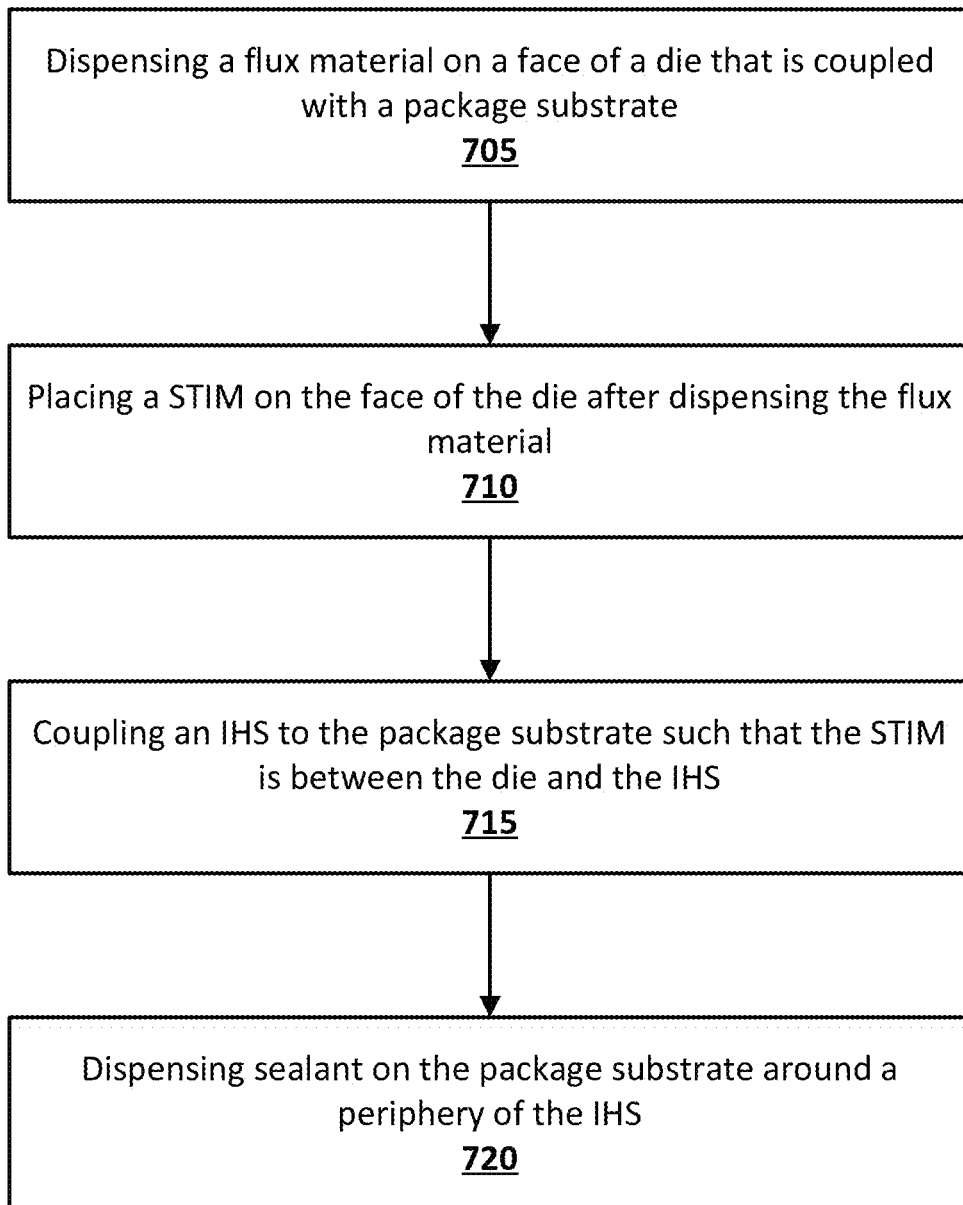 Dispensing a flux material on a face of a die that is coupled
with a package substrate
705
Placing a STIM on the face of the die after dispensing the flux
material
710
Coupling an IHS to the package substrate such that the STIM
is between the die and the IHS
715
Dispensing sealant on the package substrate around a
periphery of the IHS
720